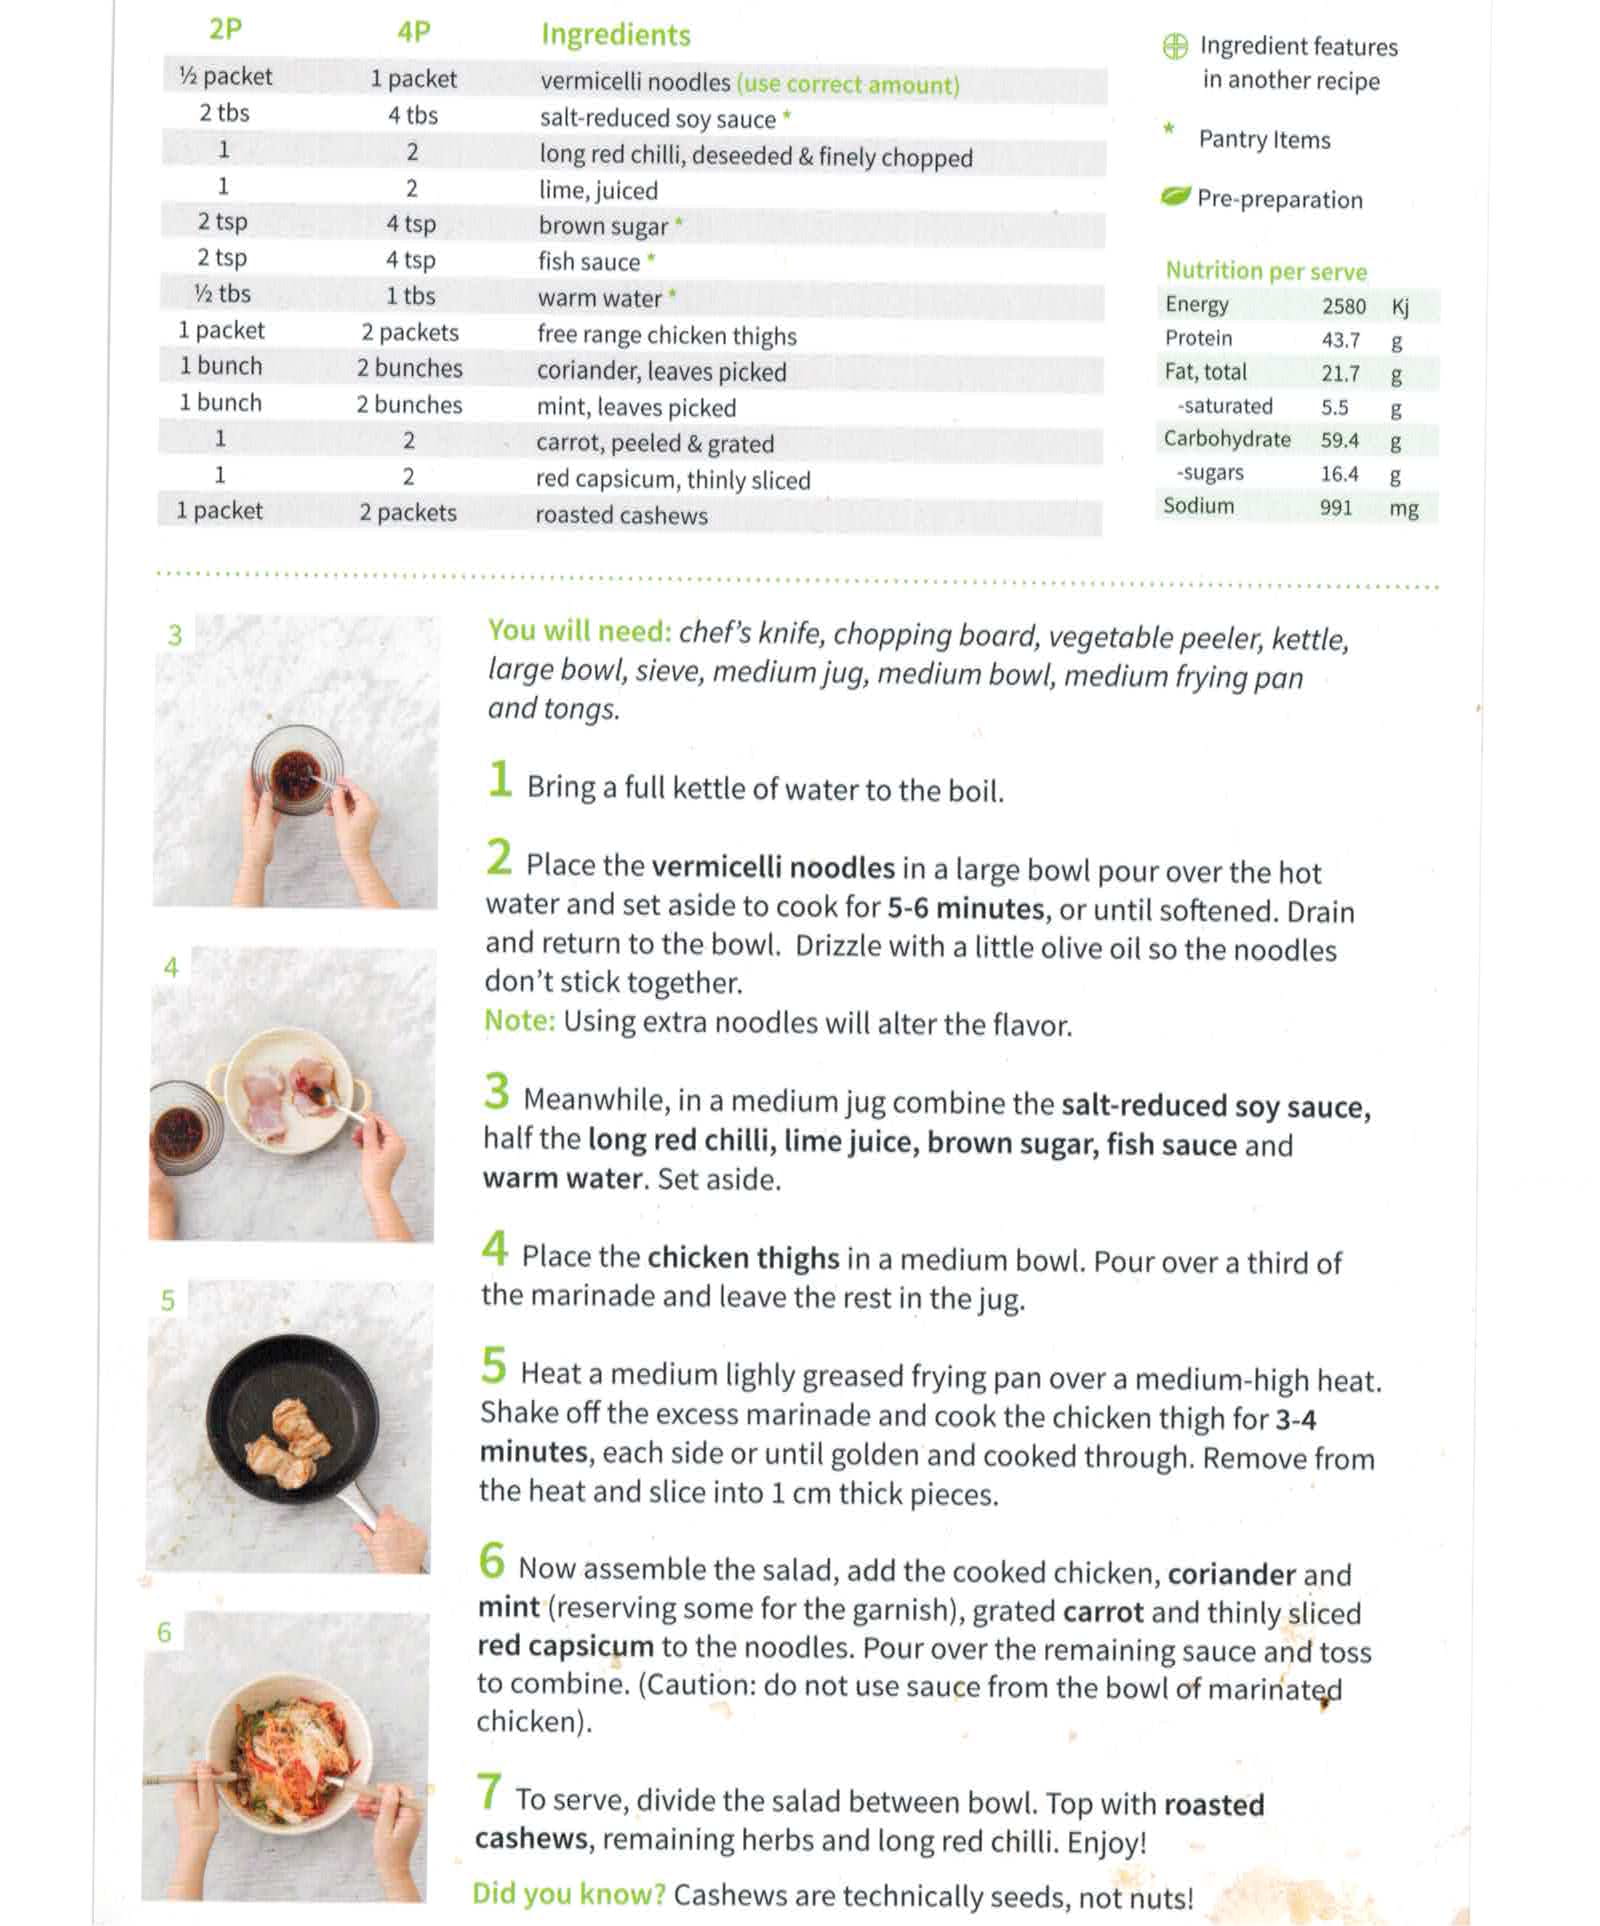 2P 4P Ingredients
½ packet 1 packet vermicelli noodles (use correct amount)
2 tbs 4 tbs salt-reduced soy sauce *
1 2 long red chilli, deseeded & finely chopped
1 2 lime, juiced
2 tsp 4 tsp brown sugar *
2 tsp 4 tsp fish sauce *
½ tbs 1 tbs warm water *
1 packet 2 packets free range chicken thighs
1 bunch 2 bunches coriander, leaves picked
1 bunch 2 bunches mint, leaves picked
1 2 carrot, peeled & grated
1 2 red capsicum, thinly sliced
1 packet 2 packets roasted cashews
Ingredient features
in another recipe
* Pantry Items
Pre-preparation
Nutrition per serve
Energy 2580 Kj
Protein 43.7 g
Fat, total 21.7 g
-saturated 5.5 g
Carbohydrate 59.4 g
-sugars 16.4 g
Sodium 991 mg
3
4
5
6
You will need: chef's knife, chopping board, vegetable peeler, kettle,
large bowl, sieve, medium jug, medium bowl, medium frying pan
and tongs.
1 Bring a full kettle of water to the boil.
2 Place the vermicelli noodles in a large bowl pour over the hot
water and set aside to cook for 5-6 minutes, or until softened. Drain
and return to the bowl. Drizzle with a little olive oil so the noodles
don't stick together.
Note: Using extra noodles will alter the flavor.
3 Meanwhile, in a medium jug combine the salt-reduced soy sauce,
half the long red chilli, lime juice, brown sugar, fish sauce and
warm water. Set aside.
4 Place the chicken thighs in a medium bowl. Pour over a third of
the marinade and leave the rest in the jug.
5 Heat a medium lighly greased frying pan over a medium-high heat.
Shake off the excess marinade and cook the chicken thigh for 3-4
minutes, each side or until golden and cooked through. Remove from
the heat and slice into 1 cm thick pieces.
6 Now assemble the salad, add the cooked chicken, coriander and
mint (reserving some for the garnish), grated carrot and thinly sliced
red capsicum to the noodles. Pour over the remaining sauce and toss
to combine. (Caution: do not use sauce from the bowl of marinated
chicken).
7 To serve, divide the salad between bowl. Top with roasted
cashews, remaining herbs and long red chilli. Enjoy!
Did you know? Cashews are technically seeds, not nuts!